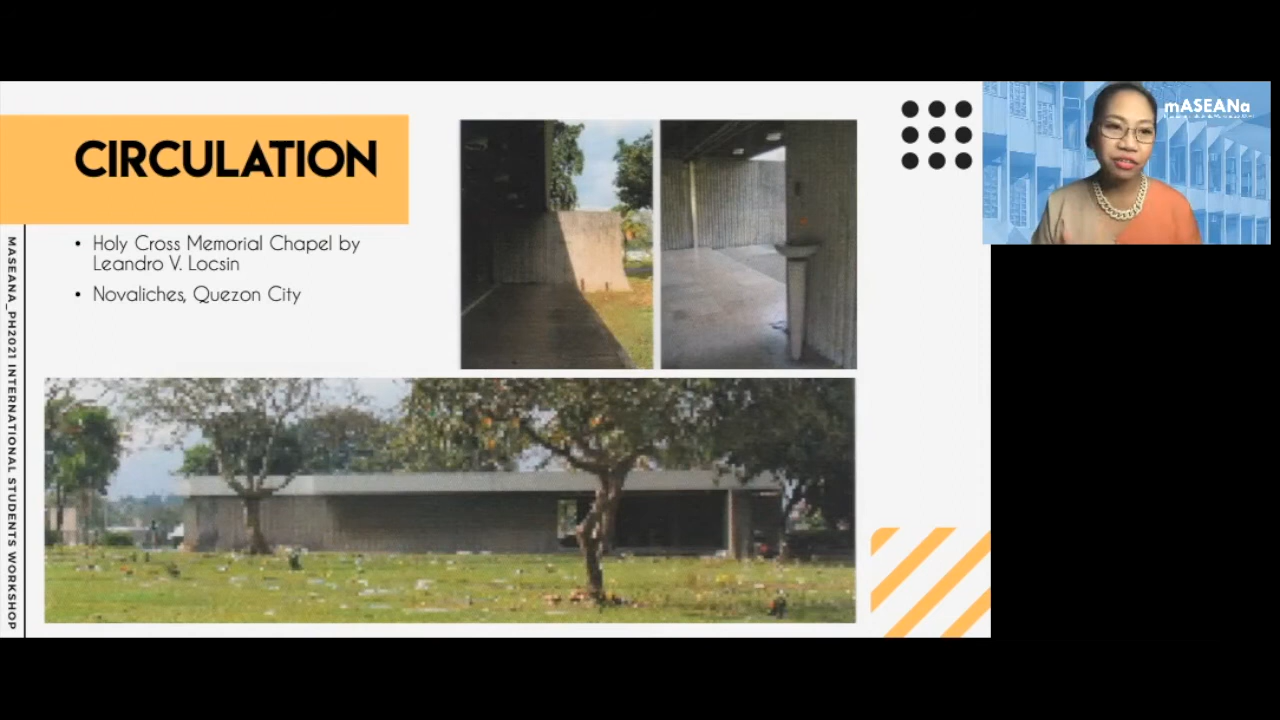 CIRCULATION
• Holy Cross Memorial Chapel by
Leandro V. Locsin
• Novaliches, Quezon City
MASEANA_PH2021 INTERNATIONAL STUDENTS WORKSHOP
mASEANa